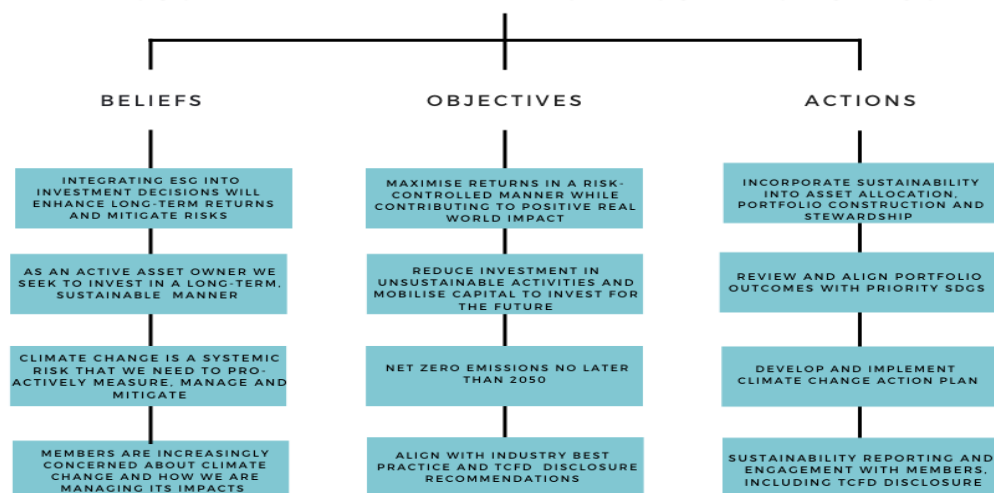 BELIEFS
OBJECTIVES
ACTIONS
INTEGRATING ESG INTO
INVESTMENT DECISIONS WILL
ENHANCE LONG-TERM RETURNS
AND MITIGATE RISKS
AS AN ACTIVE ASSET OWNER WE
SEEK TO INVEST IN A LONG-TERM,
SUSTAINABLE MANNER
CLIMATE CHANGE IS A SYSTEMIC
RISK THAT WE NEED TO PRO-
ACTIVELY MEASURE, MANAGE AND
MITIGATE
MEMBERS ARE INCREASINGLY
CONCERNED ABOUT CLIMATE
CHANGE AND HOW WE ARE
MANAGING ITS IMPACTS
MAXIMISE RETURNS IN A RISK-
CONTROLLED MANNER WHILE
CONTRIBUTING TO POSITIVE REAL
WORLD IMPACT
REDUCE INVESTMENT IN
UNSUSTAINABLE ACTIVITIES AND
MOBILISE CAPITAL TO INVEST FOR
THE FUTURE
NET ZERO EMISSIONS NO LATER
THAN 2050
ALIGN WITH INDUSTRY BEST
PRACTICE AND TCFD DISCLOSURE
RECOMMENDATIONS
INCORPORATE SUSTAINABILITY
INTO ASSET ALLOCATION,
PORTFOLIO CONSTRUCTION AND
STEWARDSHIP
REVIEW AND ALIGN PORTFOLIO
OUTCOMES WITH PRIORITY SDGS
DEVELOP AND IMPLEMENT
CLIMATE CHANGE ACTION PLAN
SUSTAINABILITY REPORTING AND
ENGAGEMENT WITH MEMBERS,
INCLUDING TCFD DISCLOSURE